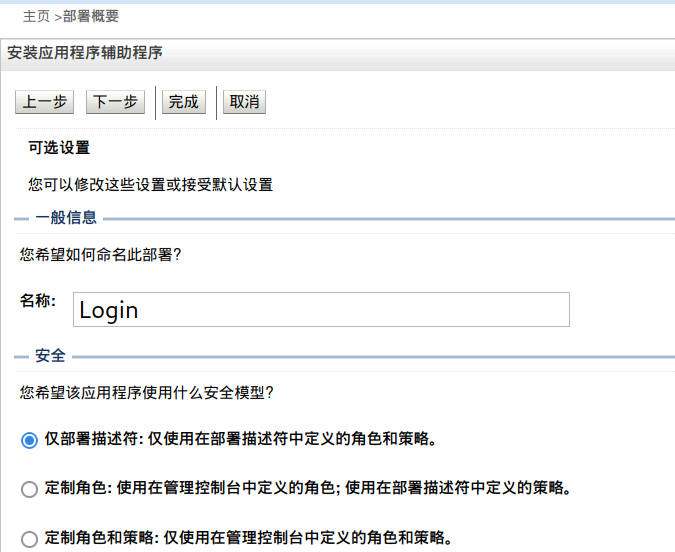 主页 >部署概要
安装应用程序辅助程序
上一步 下一步 完成 取消
可选设置
您可以修改这些设置或接受默认设置
一般信息
您希望如何命名此部署?
名称: Login
安全
您希望该应用程序使用什么安全模型?
仅部署描述符: 仅使用在部署描述符中定义的角色和策略。
定制角色: 使用在管理控制台中定义的角色; 使用在部署描述符中定义的策略。
定制角色和策略: 仅使用在管理控制台中定义的角色和策略。